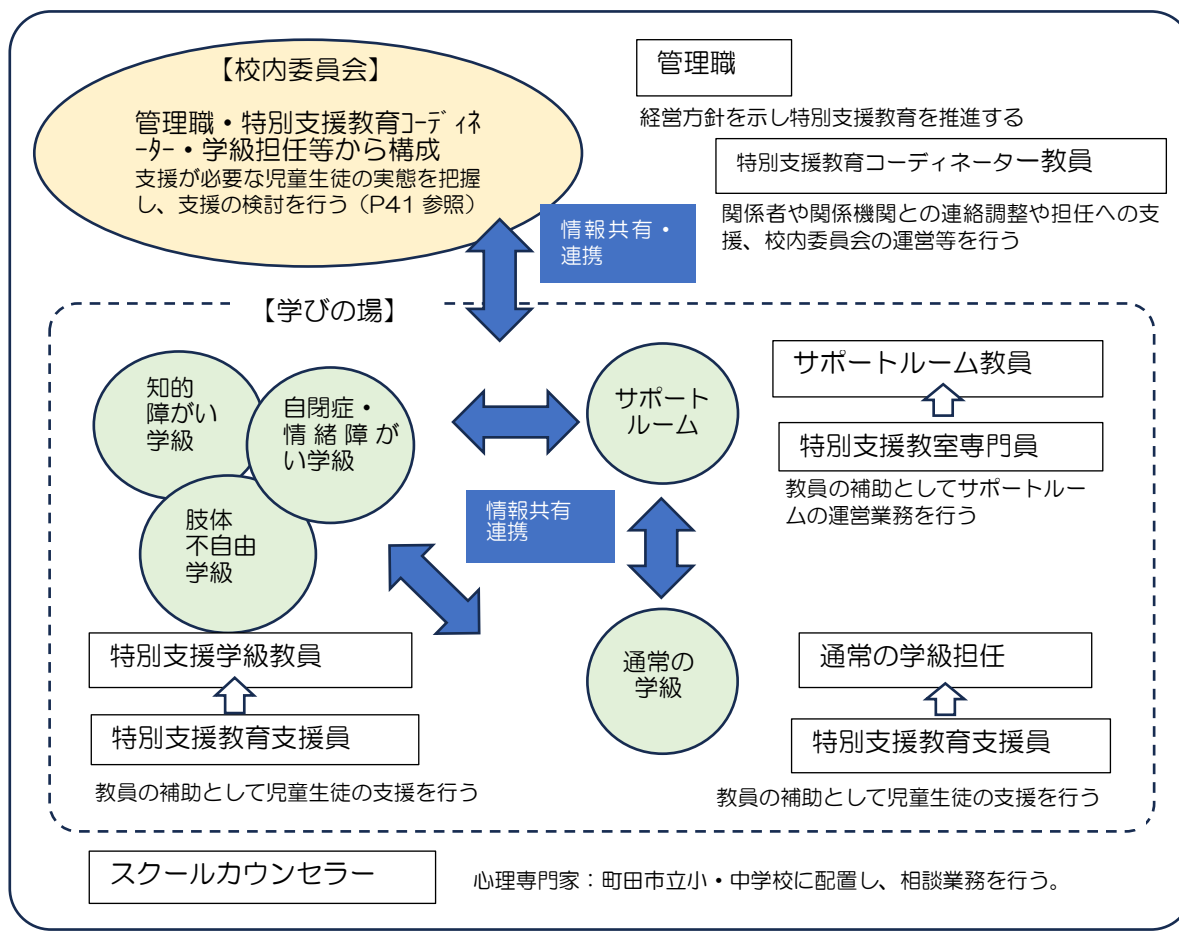 【校内委員会】
管理職・特別支援教育ｺｰﾃﾞｨﾈ
ｰﾀｰ・学級担任等から構成
支援が必要な児童生徒の実態を把握
し、支援の検討を行う（P41 参照）
管理職
経営方針を示し特別支援教育を推進する
特別支援教育コーディネーター教員
関係者や関係機関との連絡調整や担任への支
援、校内委員会の運営等を行う
情報共有・
連携
【学びの場】
知的
障がい
学級
自閉症・
情緒障が
い学級
肢体
不自由
学級
サポート
ルーム
サポートルーム教員
特別支援教室専門員
教員の補助としてサポートルー
ムの運営業務を行う
情報共有
連携
特別支援学級教員
特別支援教育支援員
教員の補助として児童生徒の支援を行う
通常の
学級
通常の学級担任
特別支援教育支援員
教員の補助として児童生徒の支援を行う
スクールカウンセラー
心理専門家：町田市立小・中学校に配置し、相談業務を行う。